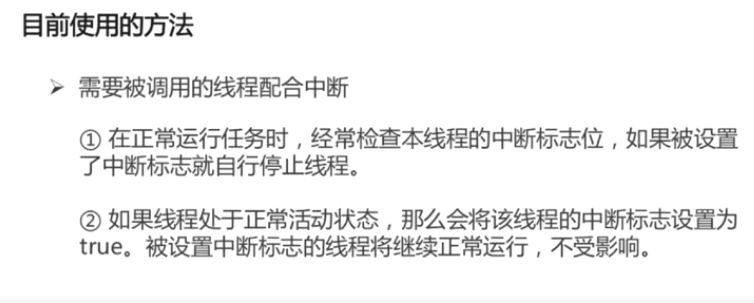 目前使用的方法
➢ 需要被调用的线程配合中断
① 在正常运行任务时，经常检查本线程的中断标志位，如果被设置
了中断标志就自行停止线程。
② 如果线程处于正常活动状态，那么会将该线程的中断标志设置为
true。被设置中断标志的线程将继续正常运行，不受影响。